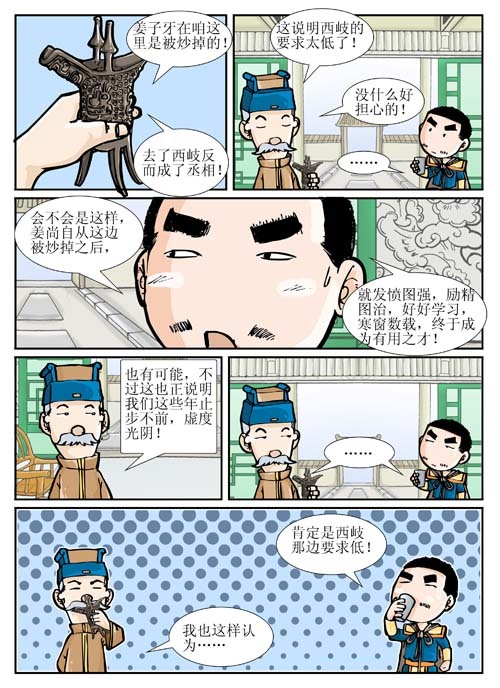 姜子牙在咱这
里是被炒掉的！
去了西岐反
而成了丞相！
这说明西岐的
要求太低了！
没什么好
担心的！
……
会不会是这样，
姜尚自从这边
被炒掉之后，
就发愤图强，励精
图治，好好学习，
寒窗数载，终于成
为有用之才！
也有可能，不
过这也正说明
我们这些年止
步不前，虚度
光阴！
……
肯定是西岐
那边要求低！
我也这样认
为……